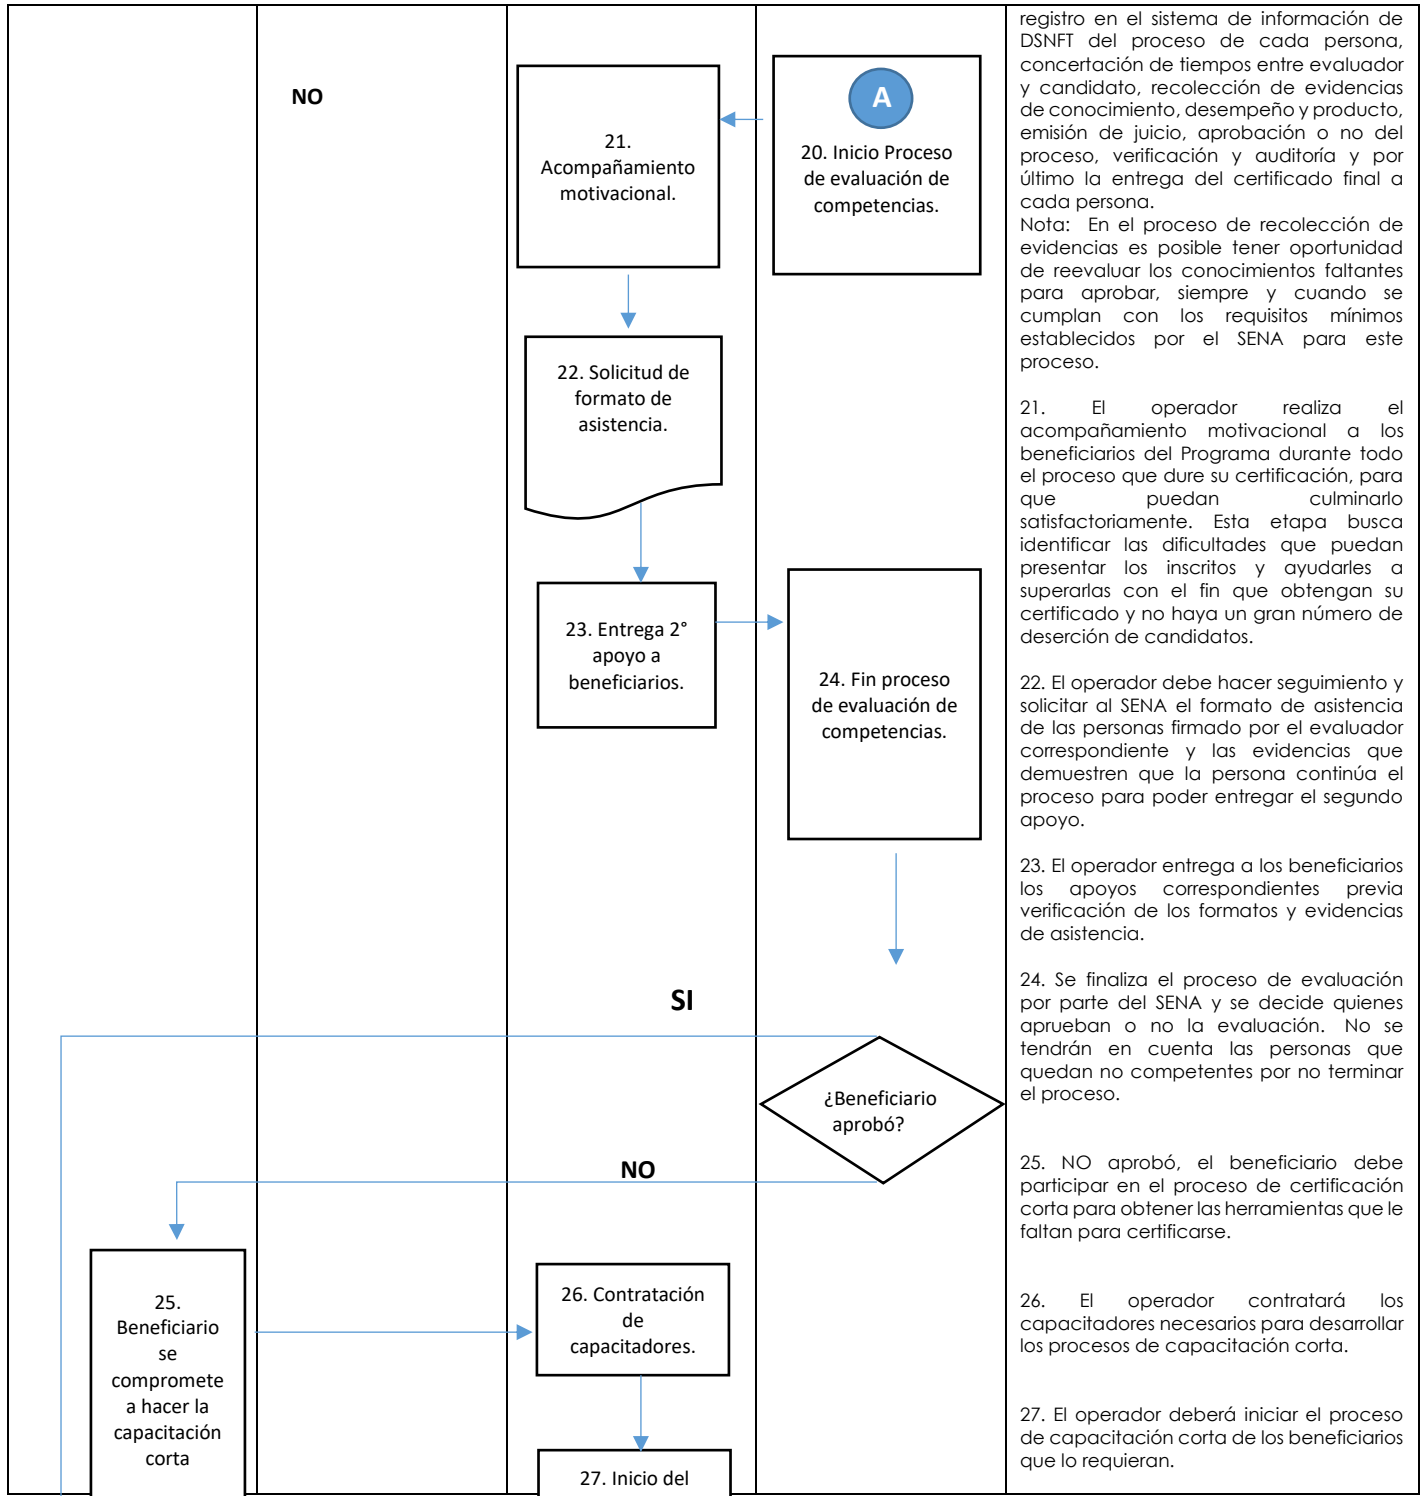 NO
A
20. Inicio Proceso
de evaluación de
competencias.
21.
Acompañamiento
motivacional.
22. Solicitud de
formato de
asistencia.
23. Entrega 2°
apoyo a
beneficiarios.
24. Fin proceso
de evaluación de
competencias.
SI
¿Beneficiario
aprobó?
NO
25.
Beneficiario
se
compromete
a hacer la
capacitación
corta
26. Contratación
de
capacitadores.
27. Inicio del
registro en el sistema de información de
DSNFT del proceso de cada persona,
concertación de tiempos entre evaluador
y candidato, recolección de evidencias
de conocimiento, desempeño y producto,
emisión de juicio, aprobación o no del
proceso, verificación y auditoría y por
último la entrega del certificado final a
cada persona.
Nota: En el proceso de recolección de
evidencias es posible tener oportunidad
de reevaluar los conocimientos faltantes
para aprobar, siempre y cuando se
cumplan con los requisitos mínimos
establecidos por el SENA para este
proceso.
21. El operador realiza el
acompañamiento motivacional a los
beneficiarios del Programa durante todo
el proceso que dure su certificación, para
que puedan culminarlo
satisfactoriamente. Esta etapa busca
identificar las dificultades que puedan
presentar los inscritos y ayudarles a
superarlas con el fin que obtengan su
certificado y no haya un gran número de
deserción de candidatos.
22. El operador debe hacer seguimiento y
solicitar al SENA el formato de asistencia
de las personas firmado por el evaluador
correspondiente y las evidencias que
demuestren que la persona continúa el
proceso para poder entregar el segundo
apoyo.
23. El operador entrega a los beneficiarios
los apoyos correspondientes previa
verificación de los formatos y evidencias
de asistencia.
24. Se finaliza el proceso de evaluación
por parte del SENA y se decide quienes
aprueban o no la evaluación. No se
tendrán en cuenta las personas que
quedan no competentes por no terminar
el proceso.
25. NO aprobó, el beneficiario debe
participar en el proceso de certificación
corta para obtener las herramientas que le
faltan para certificarse.
26. El operador contratará los
capacitadores necesarios para desarrollar
los procesos de capacitación corta.
27. El operador deberá iniciar el proceso
de capacitación corta de los beneficiarios
que lo requieran.